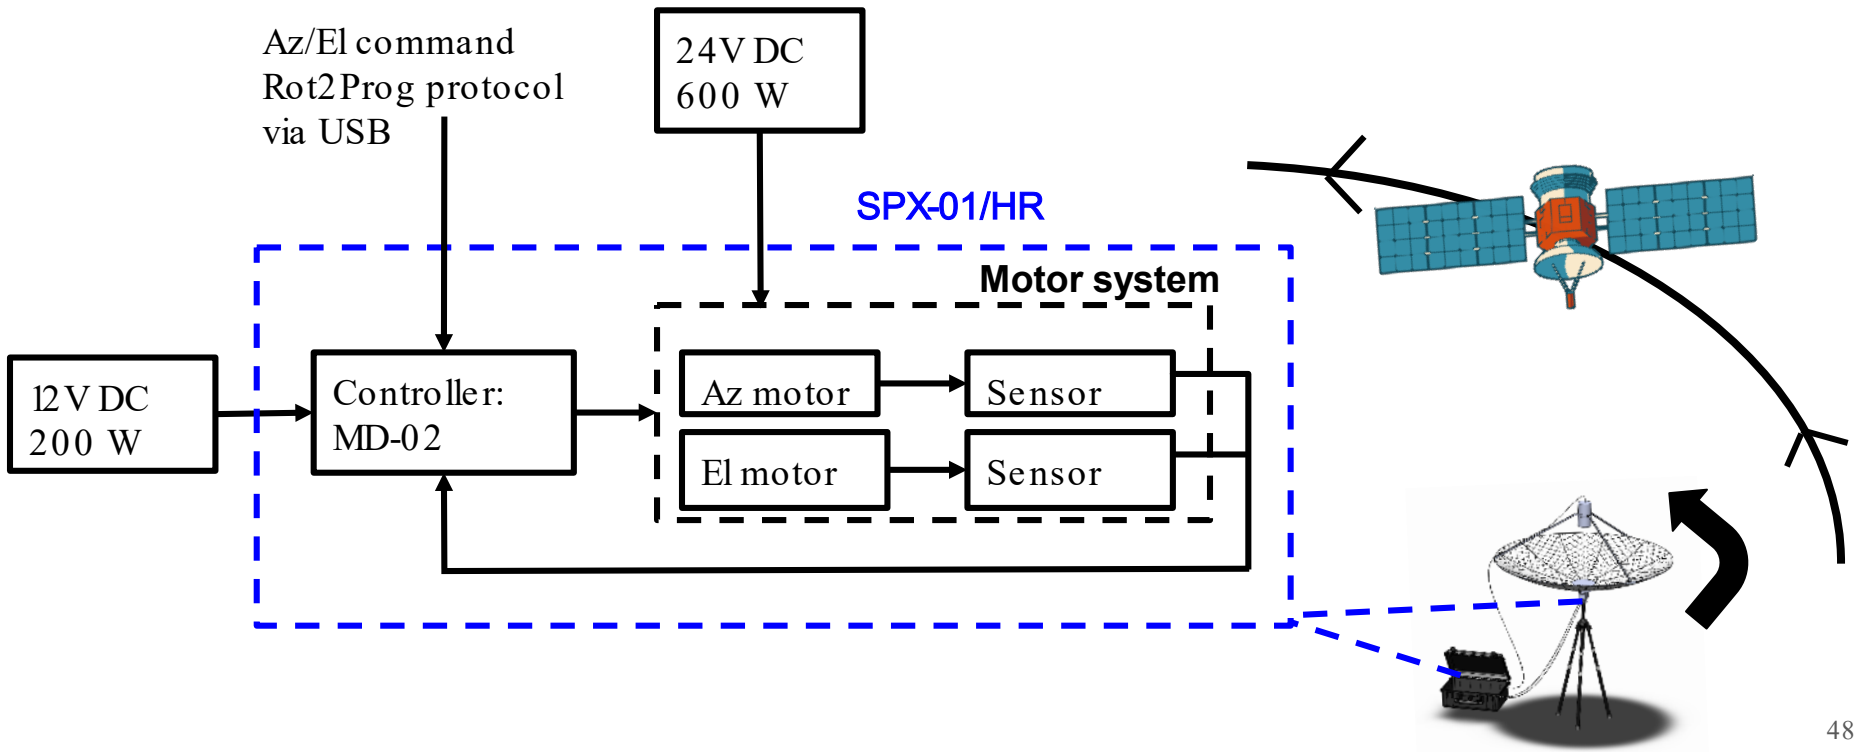 Az/El command
Rot2Prog protocol
via USB
24V DC
600 W
SPX-01/HR
Motor system
12V DC
200 W
Controller:
MD-02
Az motor
Sensor
El motor
Sensor
48